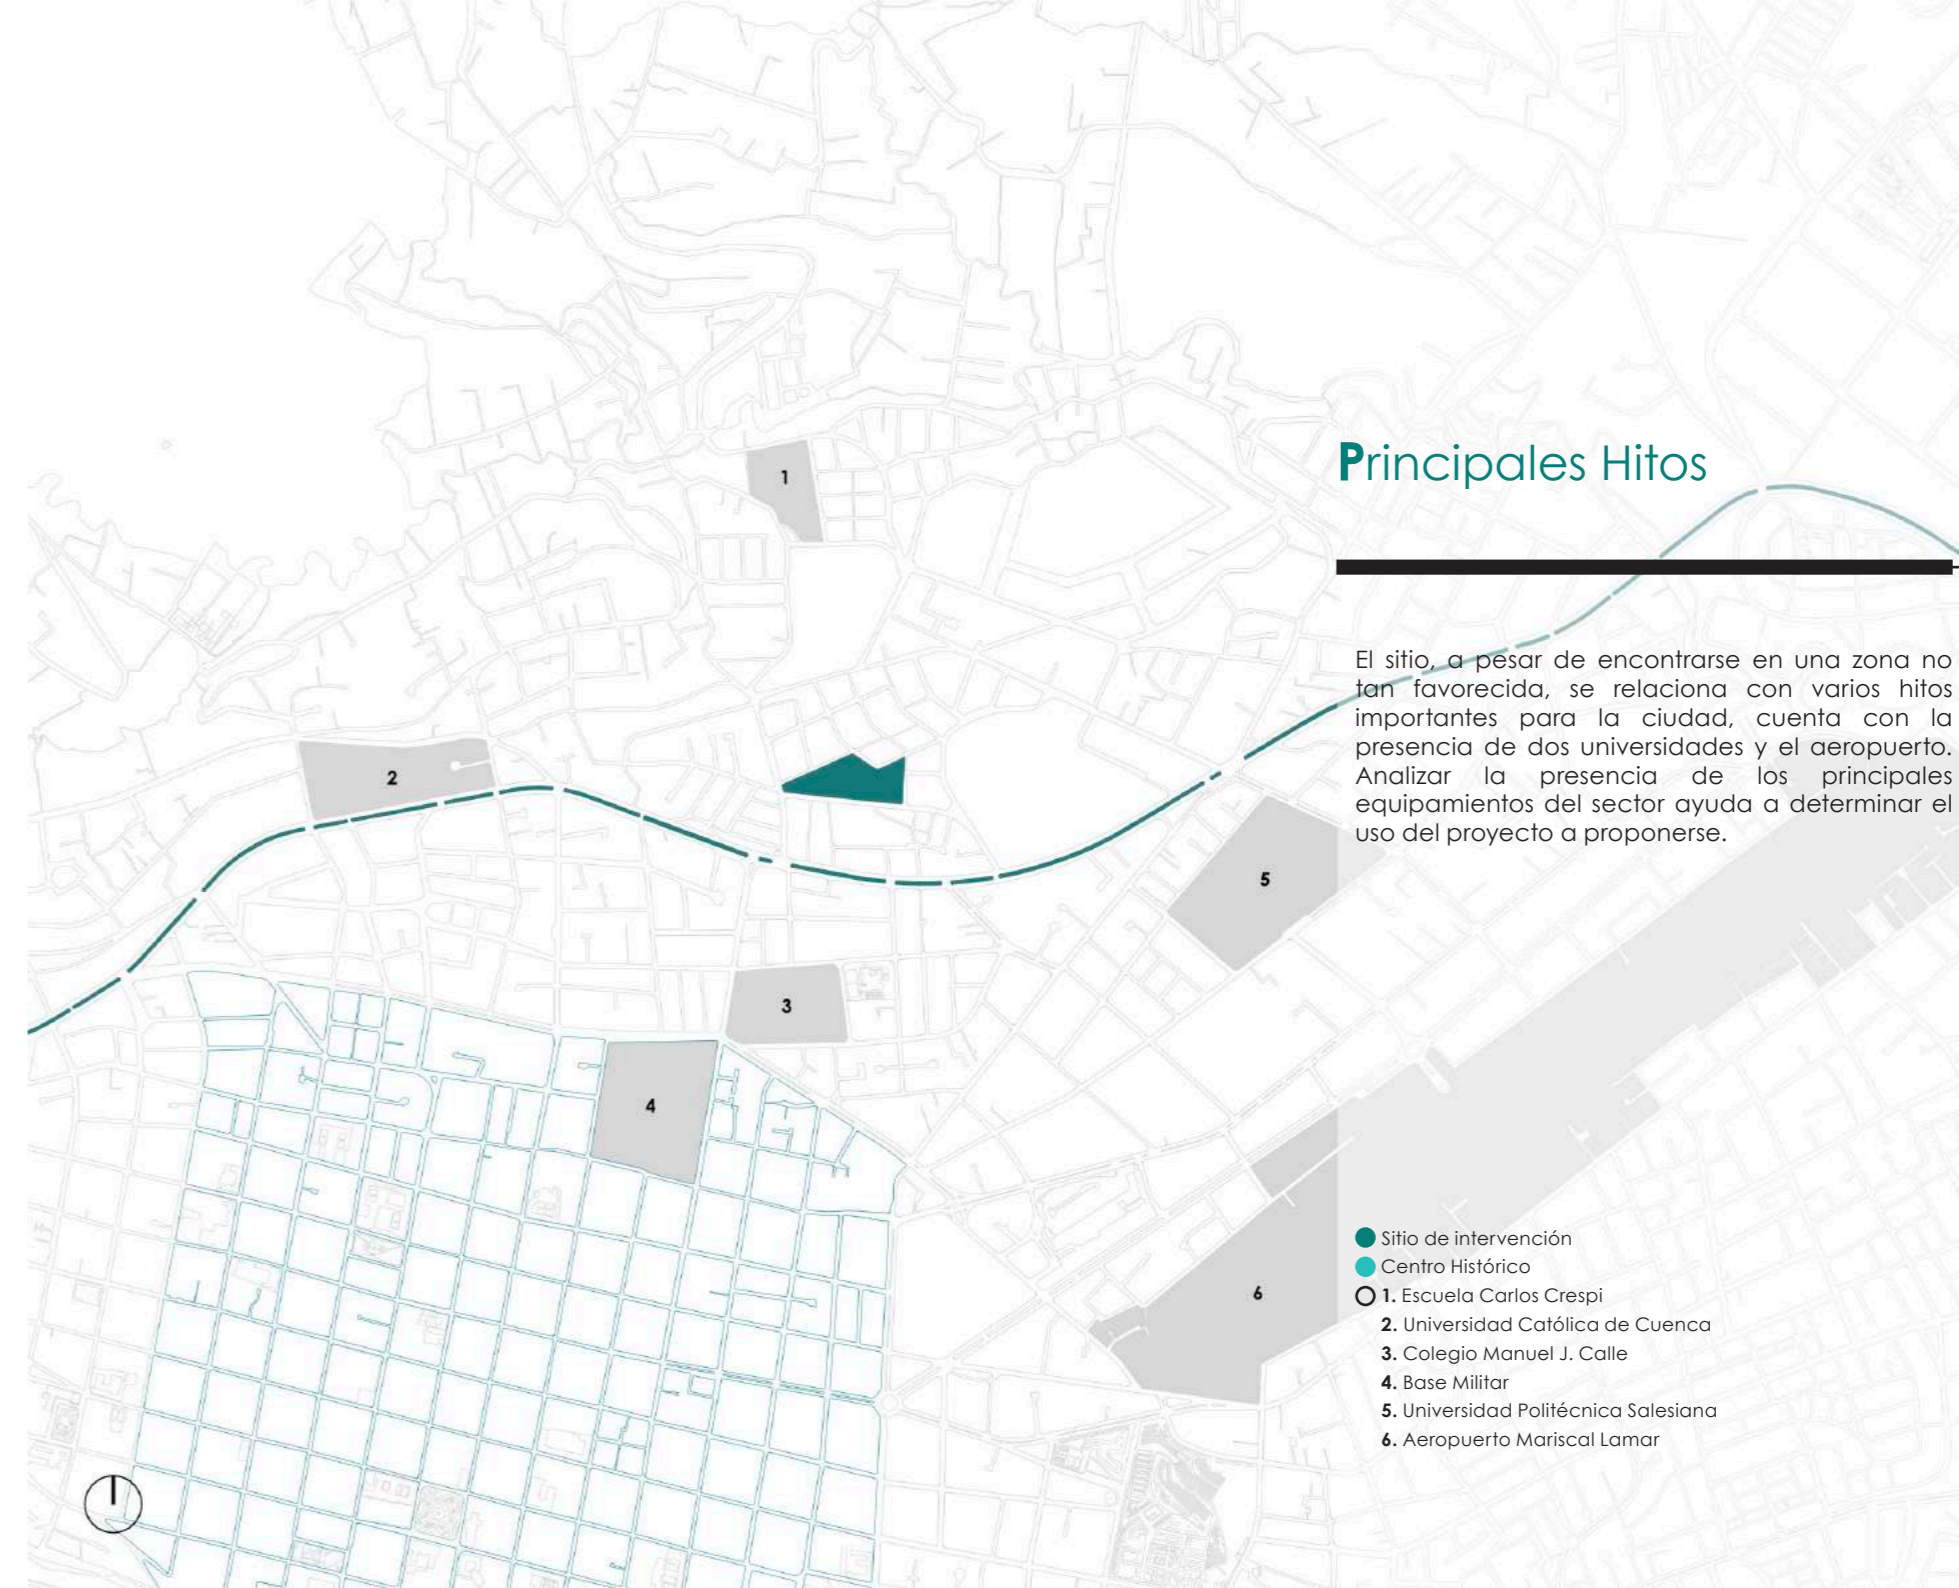 Principales Hitos
El sitio, a pesar de encontrarse en una zona no
tan favorecida, se relaciona con varios hitos
importantes para la ciudad, cuenta con la
presencia de dos universidades y el aeropuerto.
Analizar la presencia de los principales
equipamientos del sector ayuda a determinar el
uso del proyecto a proponerse.
1
2
3
4
5
6
Sitio de intervención
Centro Histórico
1. Escuela Carlos Crespi
2. Universidad Católica de Cuenca
3. Colegio Manuel J. Calle
4. Base Militar
5. Universidad Politécnica Salesiana
6. Aeropuerto Mariscal Lamar